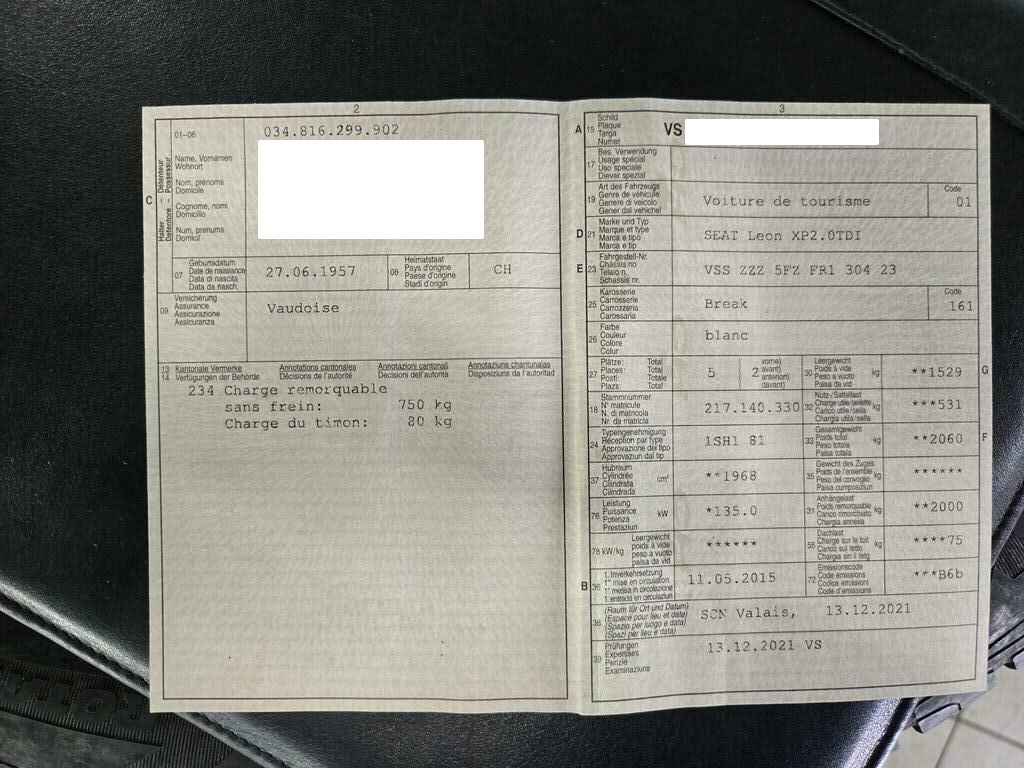 2
01-06
034.816.299.902
C
Halter - Détenteur
Detentore - Possessur
Name, Vornamen
Wohnort
Nom, prénoms
Domicile
Cognome, nomi
Domicilio
Num, prenums
Domicil
07
Geburtsdatum
Date de naissance
Data di nascita
Data da nasch.
27.06.1957
08
Heimatstaat
Pays d'origine
Paese d'origine
Stadi d'origin
CH
09
Versicherung
Assurance
Assicurazione
Assicuranza
Vaudoise
13 Kantonale Vermerke Annotations cantonales Annotazioni cantonali Annotaziuns chantunalas
14 Verfügungen der Behörde Décisions de l'autorité Decisioni dell'autorità Disposiziuns da l'autoritad
234 Charge remorquable
sans frein: 750 kg
Charge du timon: 80 kg
3
A 15
Schild
Plaque
Targa
Numer
VS
17
Bes. Verwendung
Usage spécial
Uso speciale
Diever spezial
19
Art des Fahrzeugs
Genre de véhicule
Genere di veicolo
Gener dal vehichel
Voiture de tourisme
Code
01
D 21
Marke und Typ
Marque et type
Marca e tipo
Marca e tip
SEAT Leon XP2.0TDI
E 23
Fahrgestell-Nr.
Châssis no
Telaio n.
Schassis nr.
VSS ZZZ 5FZ FR1 304 23
25
Karosserie
Carrosserie
Carrozzeria
Carossaria
Break
Code
161
26
Farbe
Couleur
Colore
Colur
blanc
27
Plätze: Total
Places: Total
Posti: Totale
Plazs: Total
5
2
vorne)
avant)
anteriori)
davant)
30
Leergewicht
Poids à vide
Peso a vuoto
Paisa da vid
kg
**1529
G
18
Stammnummer
N° matricule
N. di matricola
Nr. da matricla
217.140.330
32
Nutz-/Sattellast
Charge utile/sellette
Carico utile/sella
Chargia utila/sella
kg
***531
24
Typengenehmigung
Réception par type
Approvazione del tipo
Approvaziun dal tip
1SH1 81
33
Gesamtgewicht
Poids total
Peso totale
Paisa totala
kg
**2060
F
37
Hubraum
Cylindrée
Cilindrata
Cilindrada
cm³
**1968
35
Gewicht des Zuges
Poids de l'ensemble
Peso del convoglio
Paisa cumposiziun
kg
******
76
Leistung
Puissance
Potenza
Prestaziun
kW
*135.0
31
Anhängelast
Poids remorquable
Carico rimorchiato
Chargia annexa
kg
**2000
78 kW/kg
Leergewicht
poids à vide
peso a vuoto
paisa da vid
******
55
Dachlast
Charge sur le toit
Carico sul tetto
Chargia sin il tetg
kg
****75
B 36
1. Inverkehrsetzung
1re mise en circulation
1a messa in circolazione
1. entrada en circulaziun
11.05.2015
72
Emissionscode
Code émissions
Codice emissioni
Code d'emissiuns
***B6b
38
(Raum für Ort und Datum)
(Espace pour lieu et date)
(Spazio per luogo e data)
(Spazi per lieu e data)
SCN Valais, 13.12.2021
39
Prüfungen
Expertises
Perizie
Examinaziuns
13.12.2021 VS